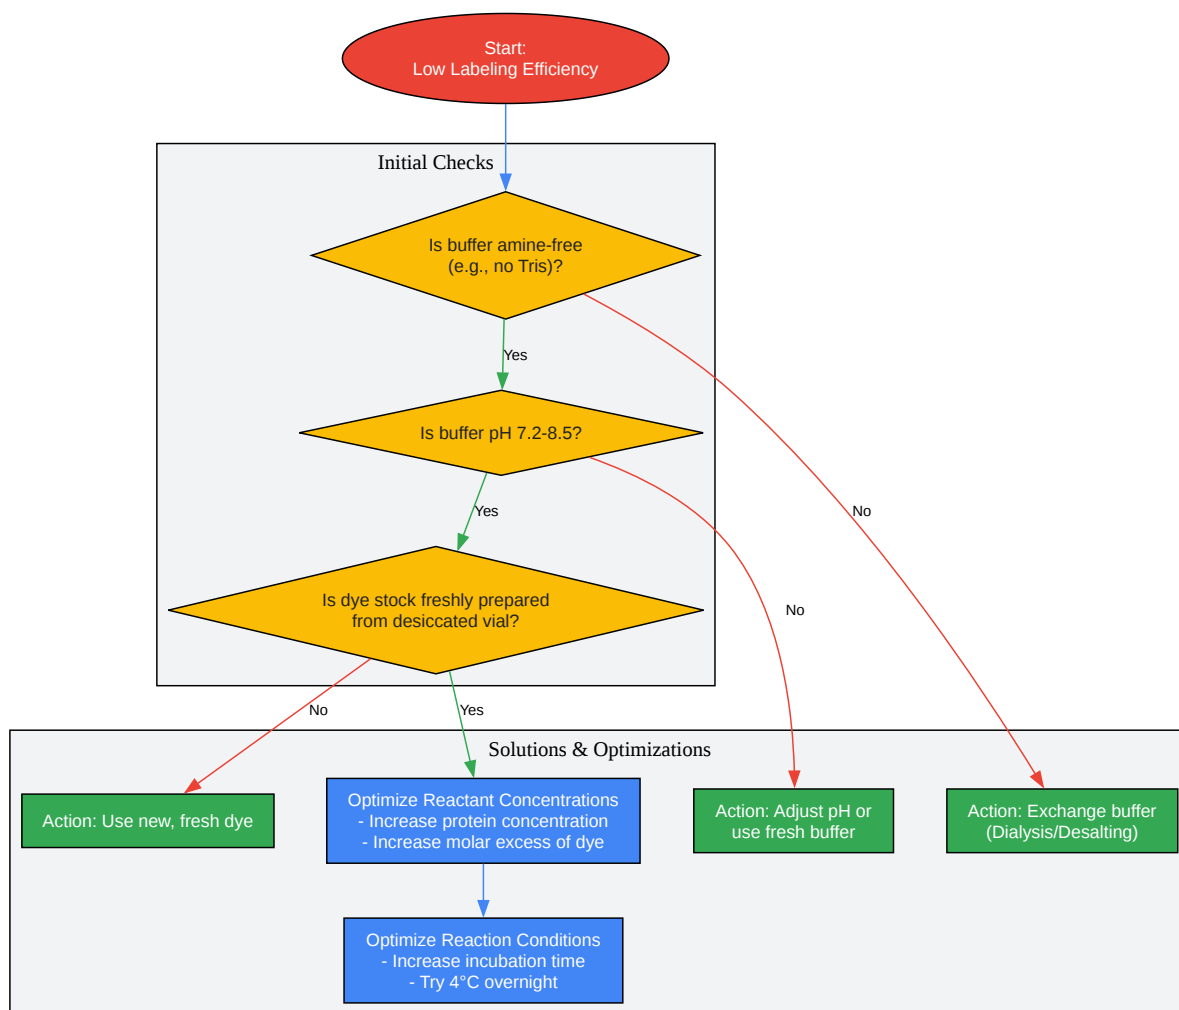 Start:
Low Labeling Efficiency
Initial Checks
Is buffer amine-free
(e.g., no Tris)?
Yes
Is buffer pH 7.2-8.5?
Yes
No
Is dye stock freshly prepared
from desiccated vial?
No
No
Yes
Solutions & Optimizations
Action: Use new, fresh dye
Optimize Reactant Concentrations
- Increase protein concentration
- Increase molar excess of dye
Action: Adjust pH or
use fresh buffer
Action: Exchange buffer
(Dialysis/Desalting)
Optimize Reaction Conditions
- Increase incubation time
- Try 4°C overnight